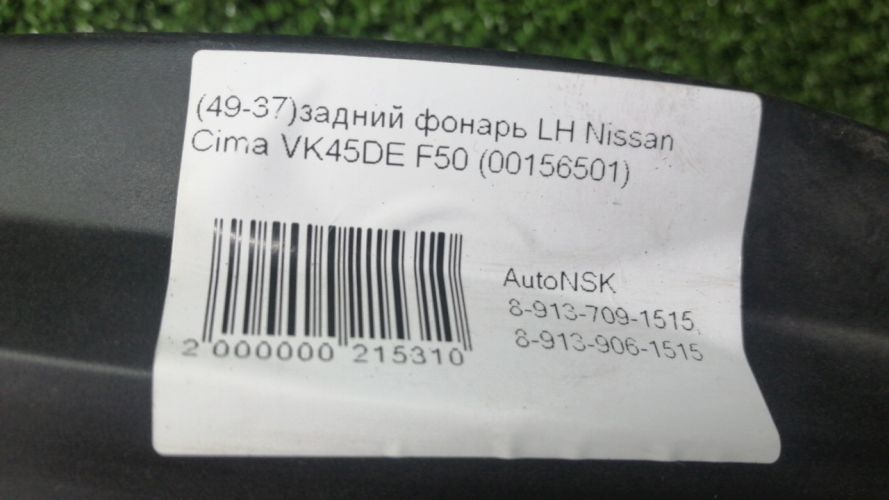 (49-37)задний фонарь LH Nissan
Cima VK45DE F50 (00156501)
AutoNSK
8-913-709-1515,
8-913-906-1515
2 000000 215310